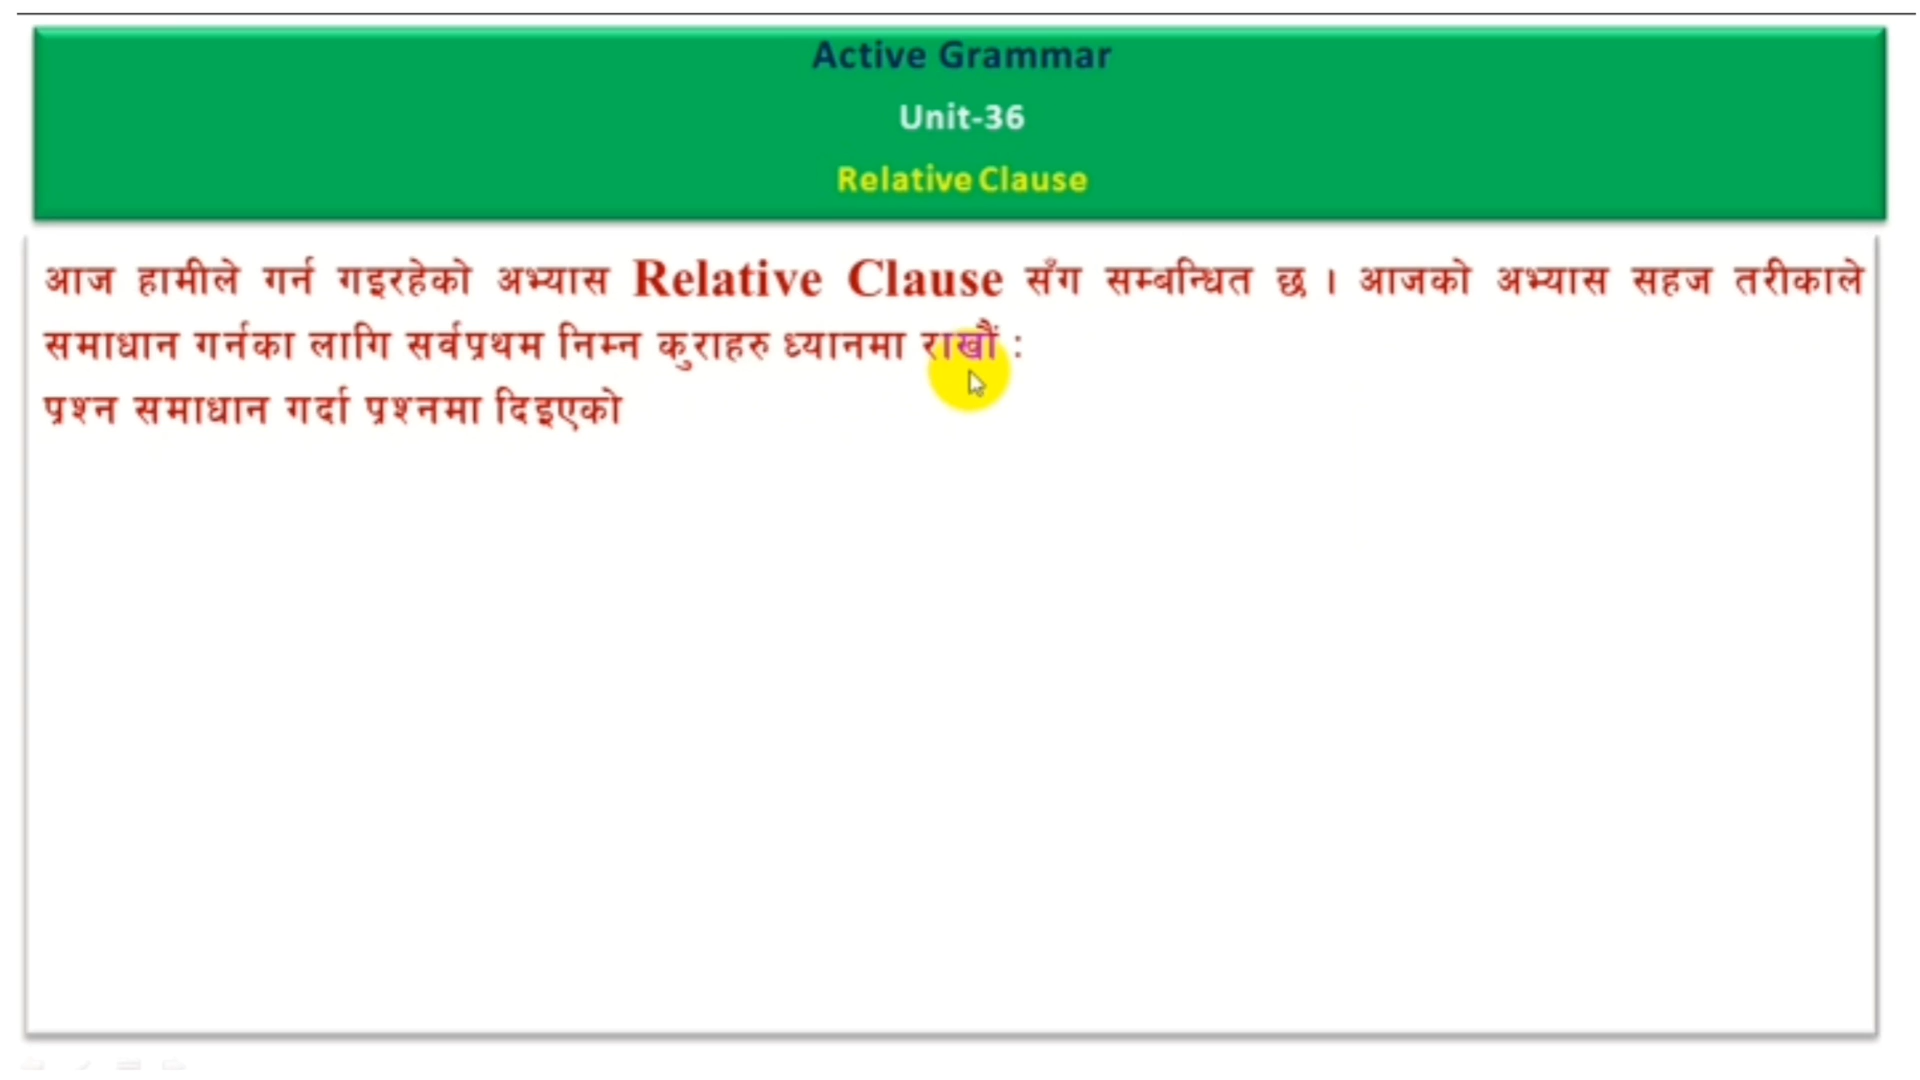 Active Grammar
Unit-36
Relative Clause
आज हामीले गर्न गइरहेको अभ्यास Relative Clause सँग सम्बन्धित छ । आजको अभ्यास सहज तरीकाले
समाधान गर्नका लागि सर्वप्रथम निम्न कुराहरु ध्यानमा राखौं :
प्रश्न समाधान गर्दा प्रश्नमा दिइएको